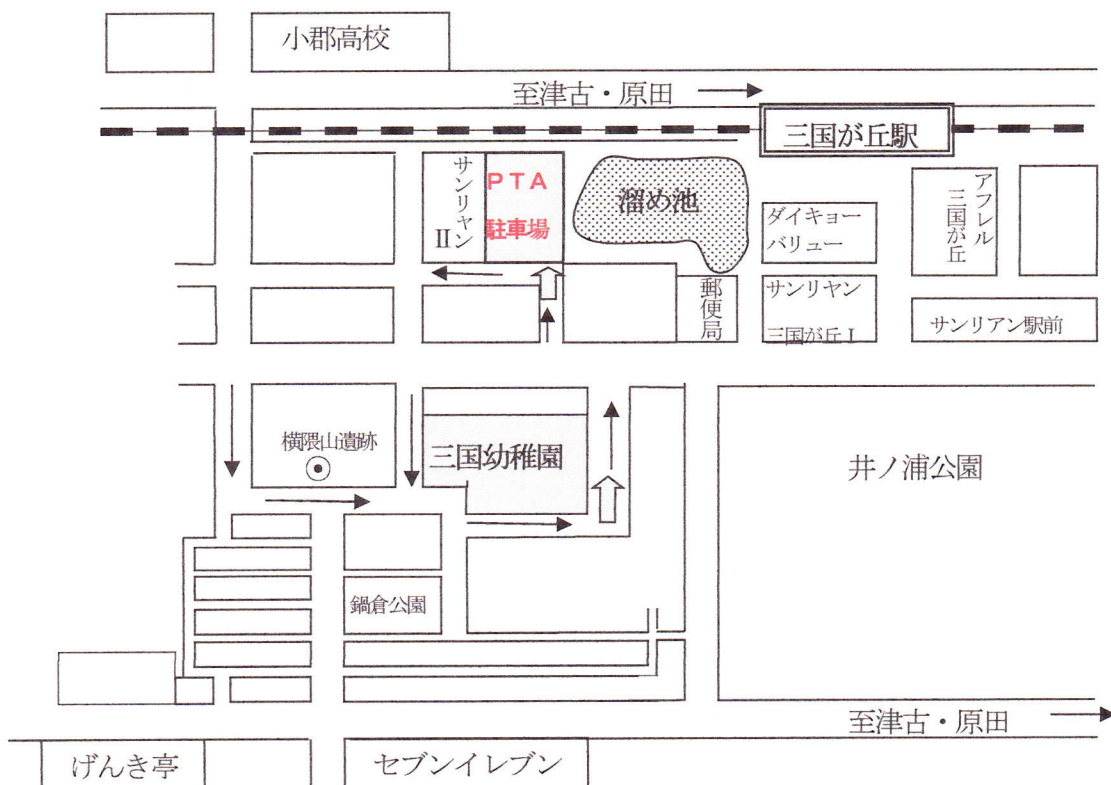 小郡高校
至津古・原田
三国が丘駅
サンリヤン
II
PTA
駐車場
溜め池
ダイキョー
バリュー
アフレル
三国が丘
郵便局
サンリヤン
三国が丘I
サンリアン駅前
横隈山遺跡
三国幼稚園
井ノ浦公園
鍋倉公園
至津古・原田
げんき亭
セブンイレブン